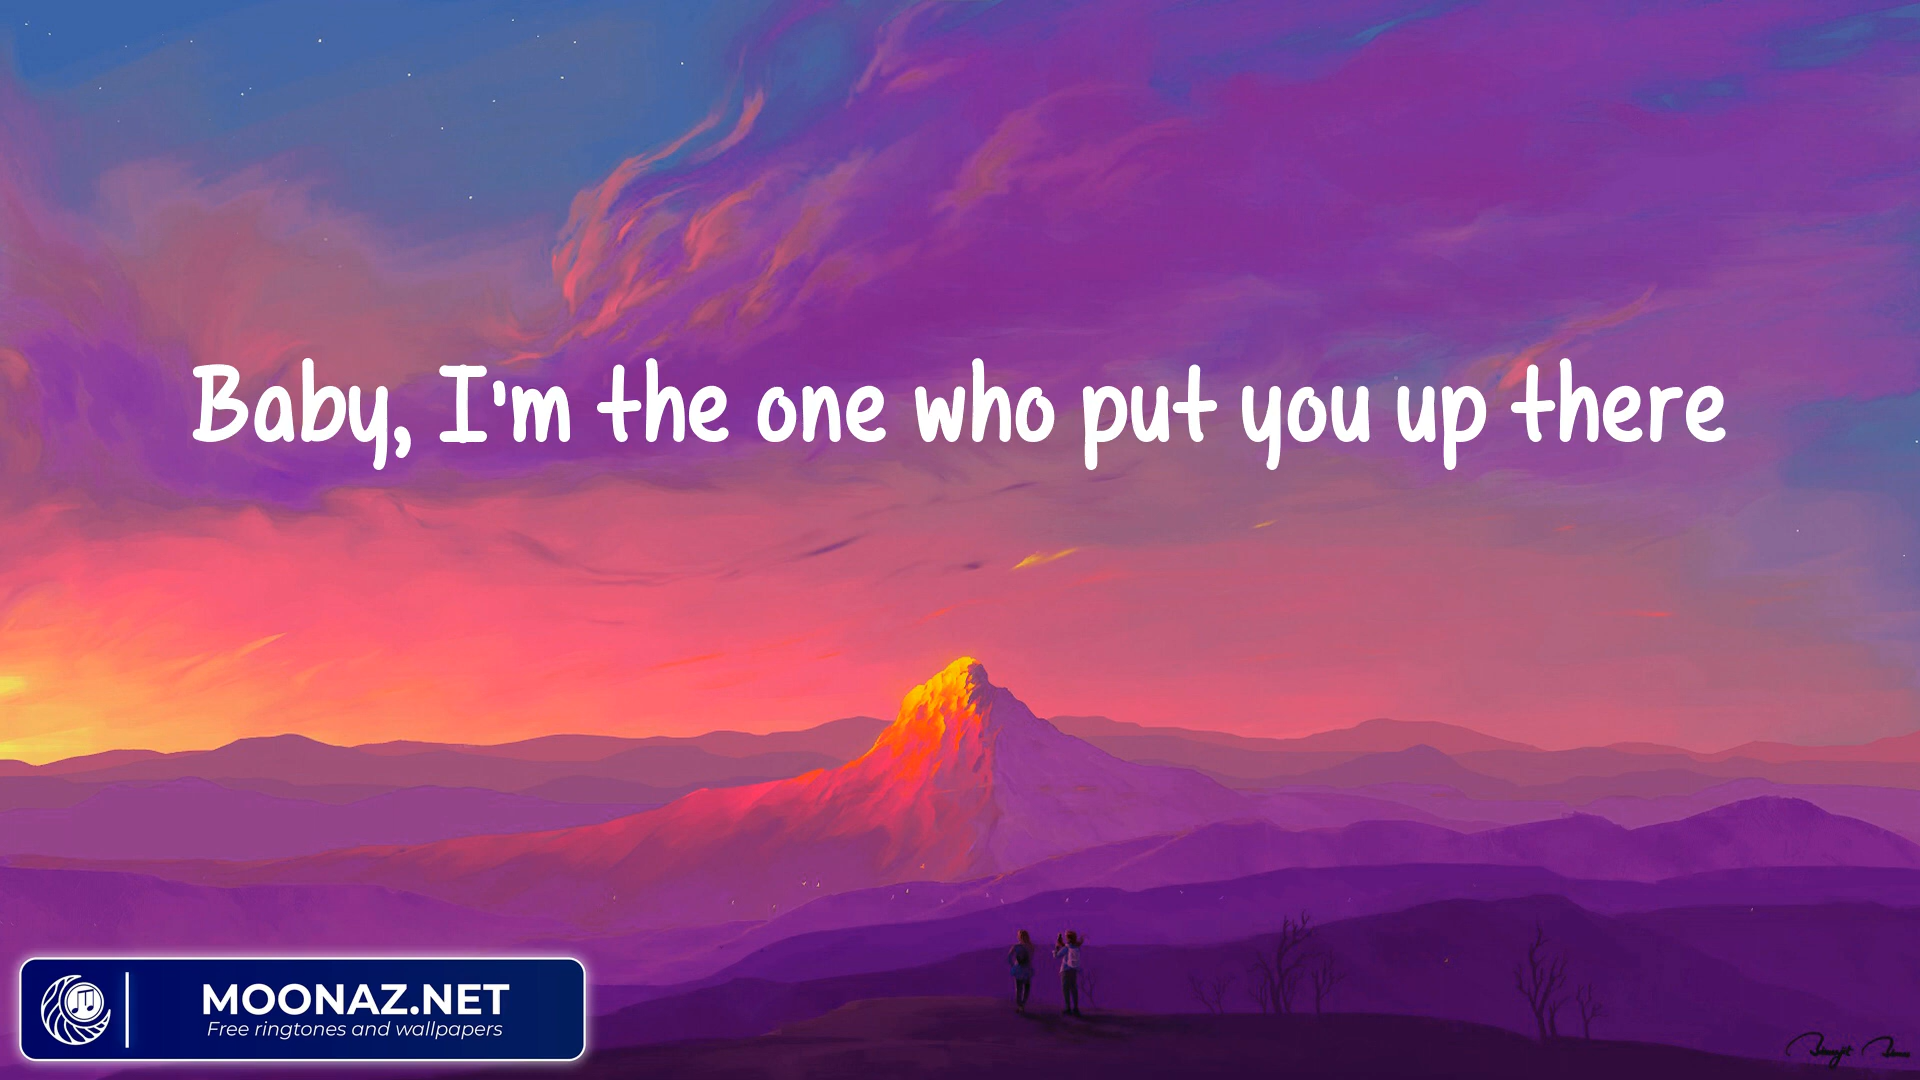 Baby, I'm the one who put you up there
MOONAZ.NET
Free ringtones and wallpapers